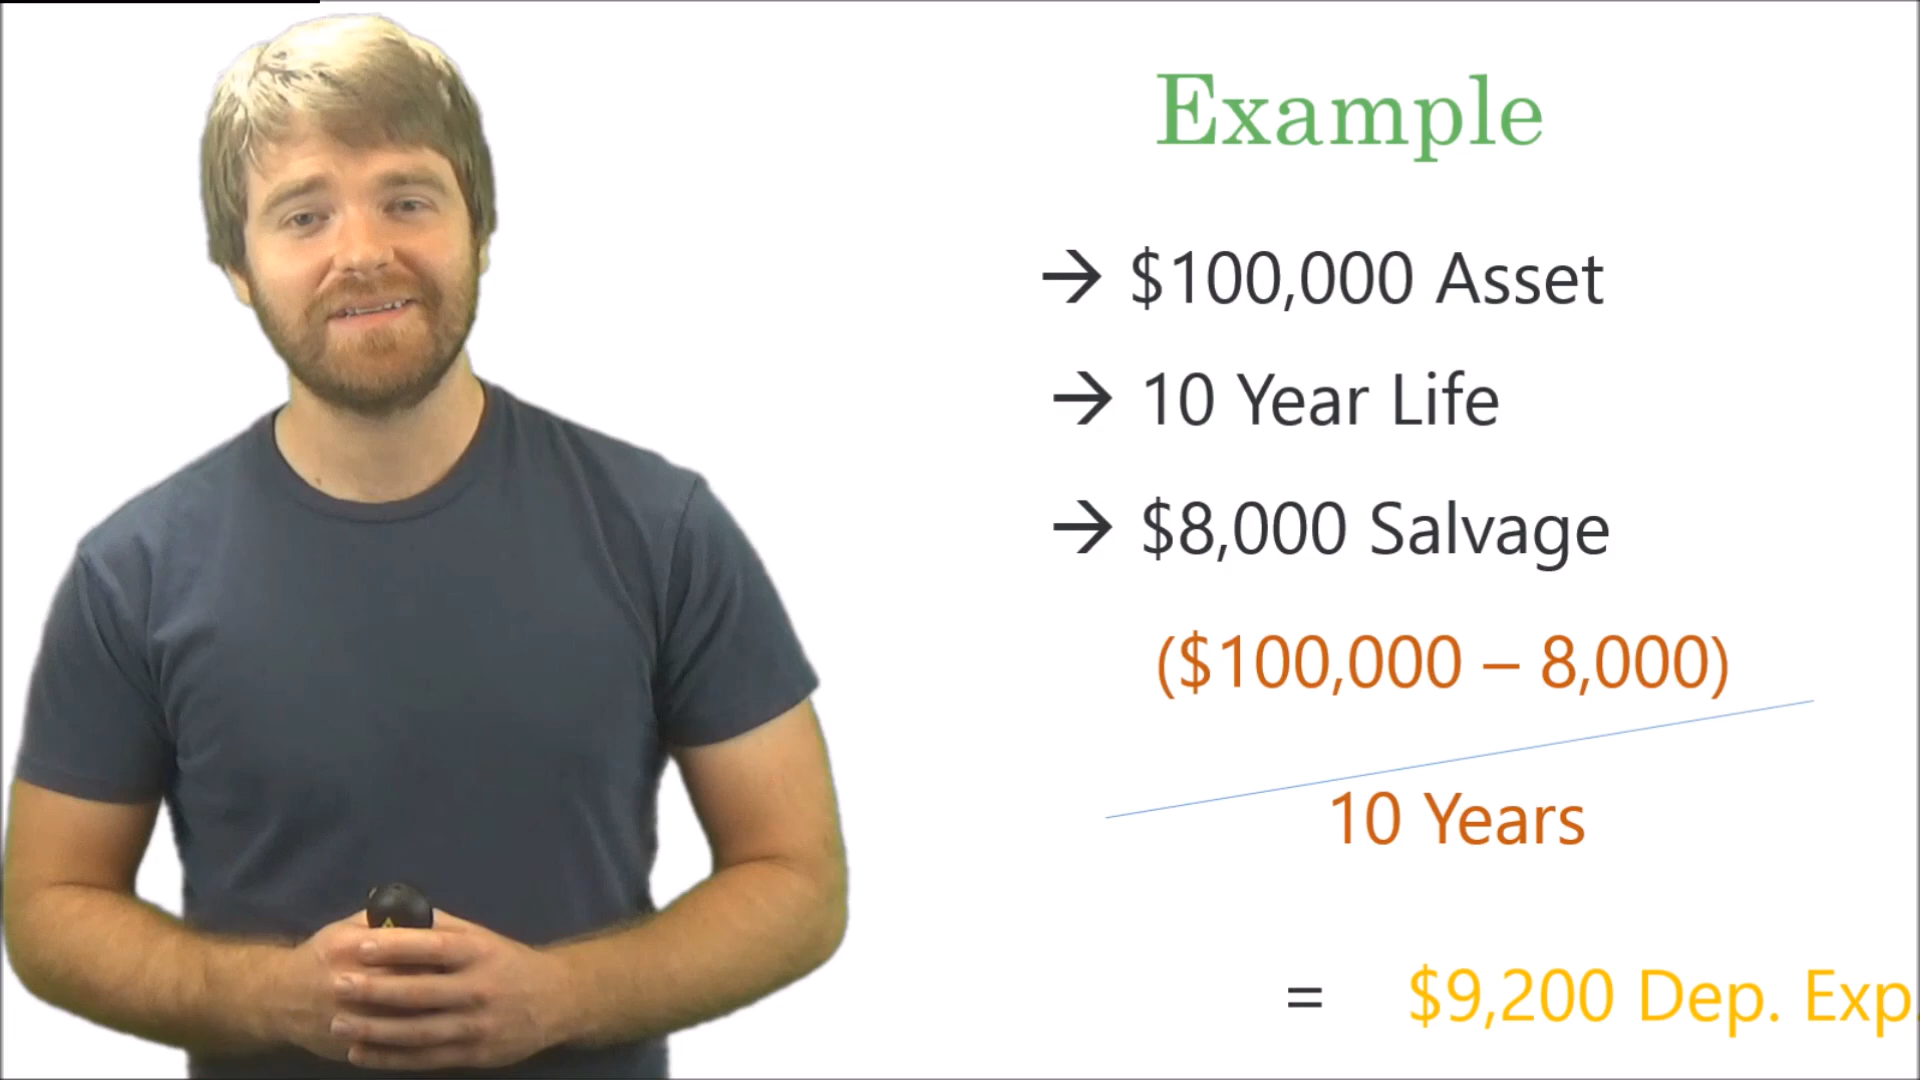 Example
→ $100,000 Asset
→ 10 Year Life
→ $8,000 Salvage
($100,000 – 8,000)
10 Years
= $9,200 Dep. Exp.